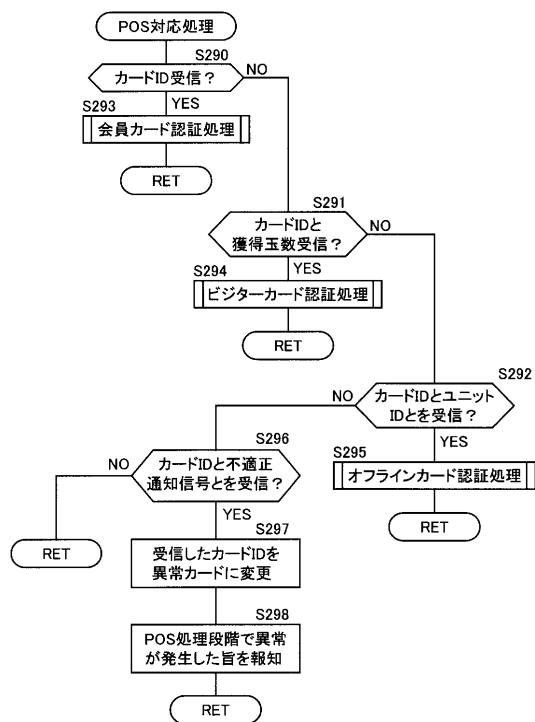 POS対応処理
S290
カードID受信？
NO
YES
S293
会員カード認証処理
RET
S291
カードIDと
獲得玉数受信？
NO
YES
S294
ビジターカード認証処理
RET
S292
カードIDとユニット
IDとを受信？
NO
YES
S295
オフラインカード認証処理
RET
S296
カードIDと不適正
通知信号とを受信？
NO
YES
RET
S297
受信したカードIDを
異常カードに変更
S298
POS処理段階で異常
が発生した旨を報知
RET